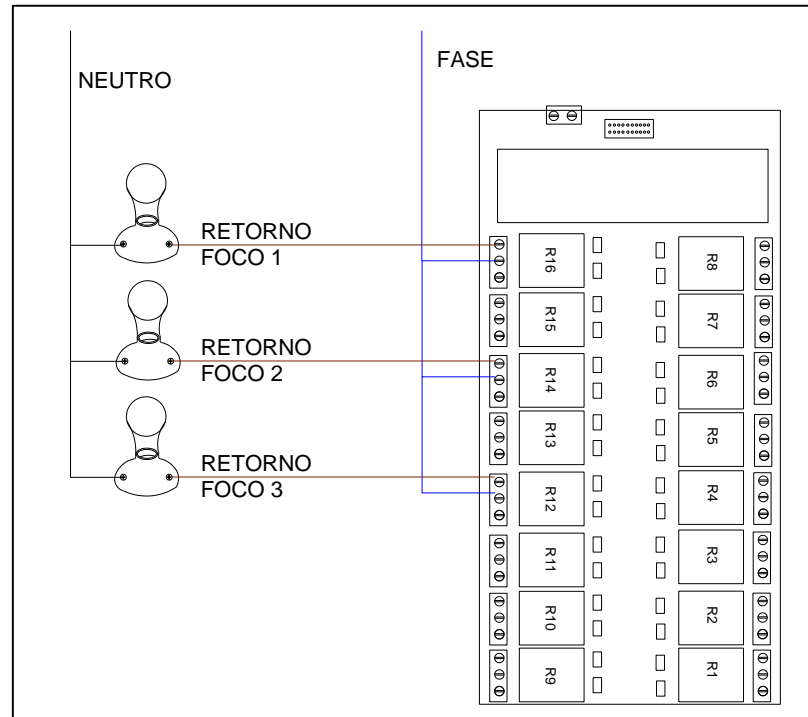 NEUTRO
FASE
RETORNO
FOCO 1
RETORNO
FOCO 2
RETORNO
FOCO 3
R16
R15
R14
R13
R12
R11
R10
R9
R8
R7
R6
R5
R4
R3
R2
R1